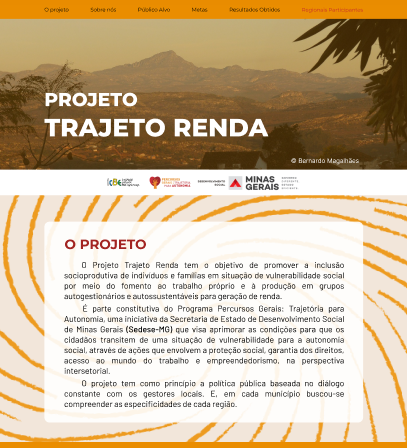 O projeto Sobre nós Público Alvo Metas Resultados Obtidos Regionais Participantes
PROJETO
TRAJETO RENDA
© Bernardo Magalhães
DESENVOLVIMENTO SOCIAL
MINAS GERAIS
O PROJETO
O Projeto Trajeto Renda tem o objetivo de promover a inclusão
socioprodutiva de indivíduos e famílias em situação de vulnerabilidade social
por meio do fomento ao trabalho próprio e à produção em grupos
autogestionários e autossustentáveis para geração de renda.
É parte constitutivo do Programa Percursos Gerais: Trajetória para
Autonomia, uma iniciativa da Secretaria de Estado de Desenvolvimento Social
de Minas Gerais (Sedese-MG) que visa aprimorar as condições para que os
cidadãos transitem de uma situação de vulnerabilidade para a autonomia
social, através de ações que envolvem a proteção social, garantia dos direitos,
acesso ao mundo do trabalho e empreendedorismo, na perspectiva
intersetorial.
O projeto tem como princípio a política pública baseada no diálogo
constante com os gestores locais. E, em cada município buscou-se
compreender as especificidades de cada região.